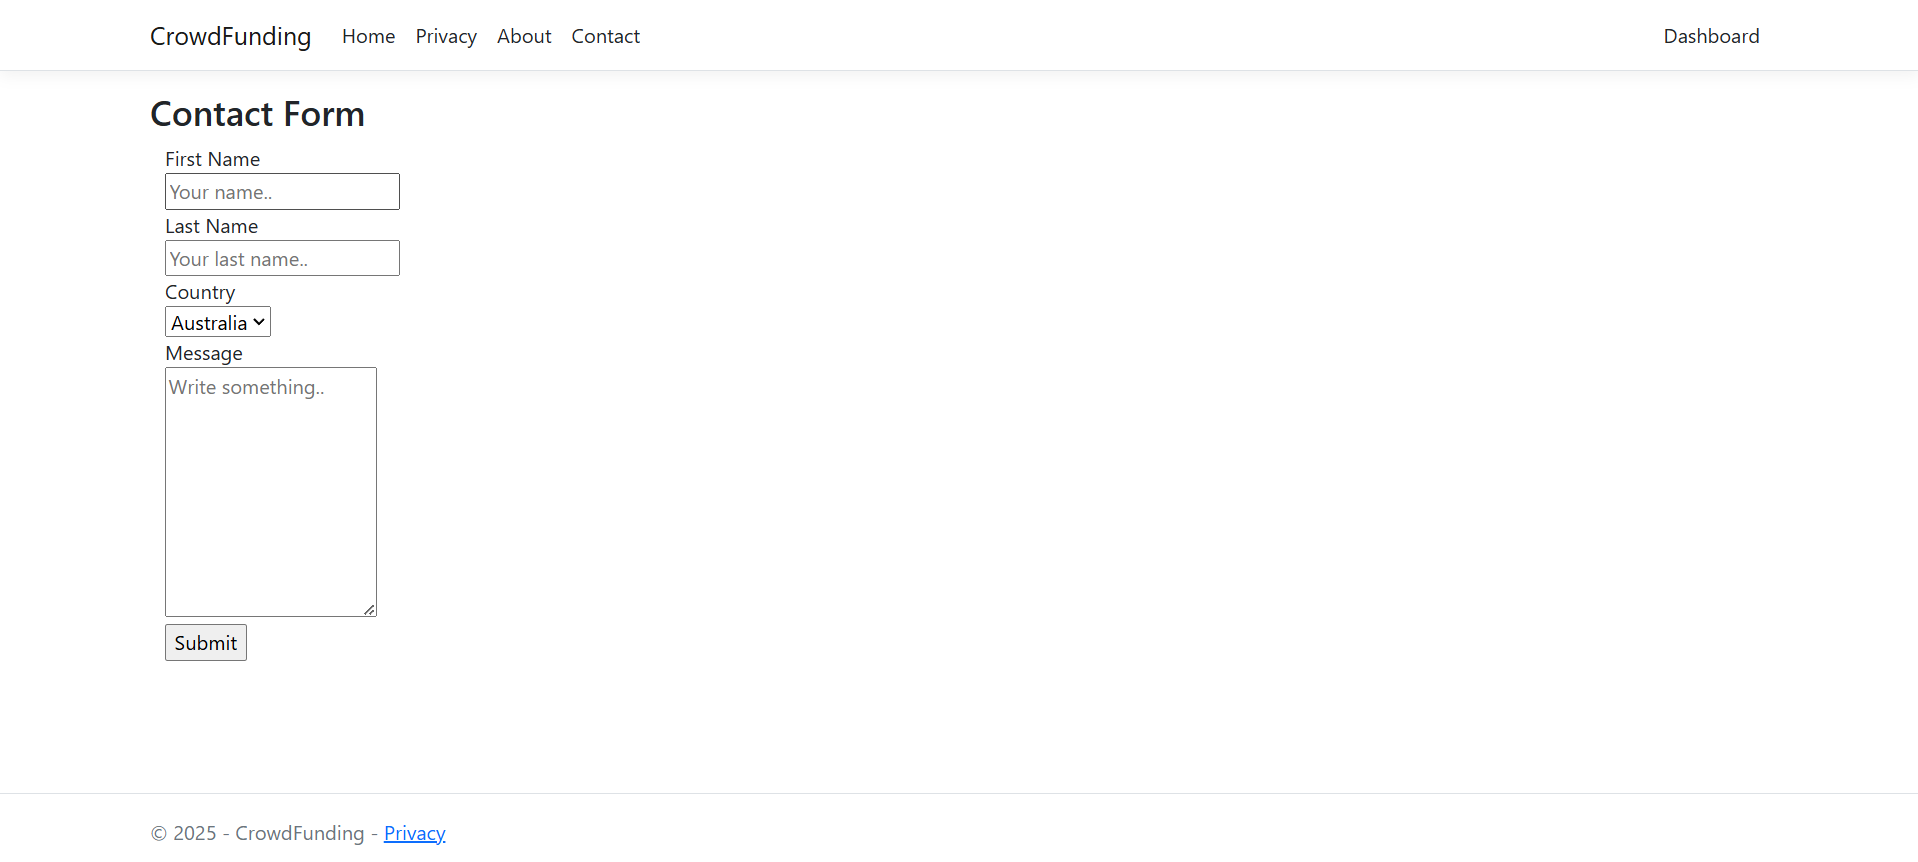 CrowdFunding Home Privacy About Contact Dashboard
Contact Form
First Name
Your name..
Last Name
Your last name..
Country
Australia
Message
Write something..
Submit
© 2025 - CrowdFunding - Privacy